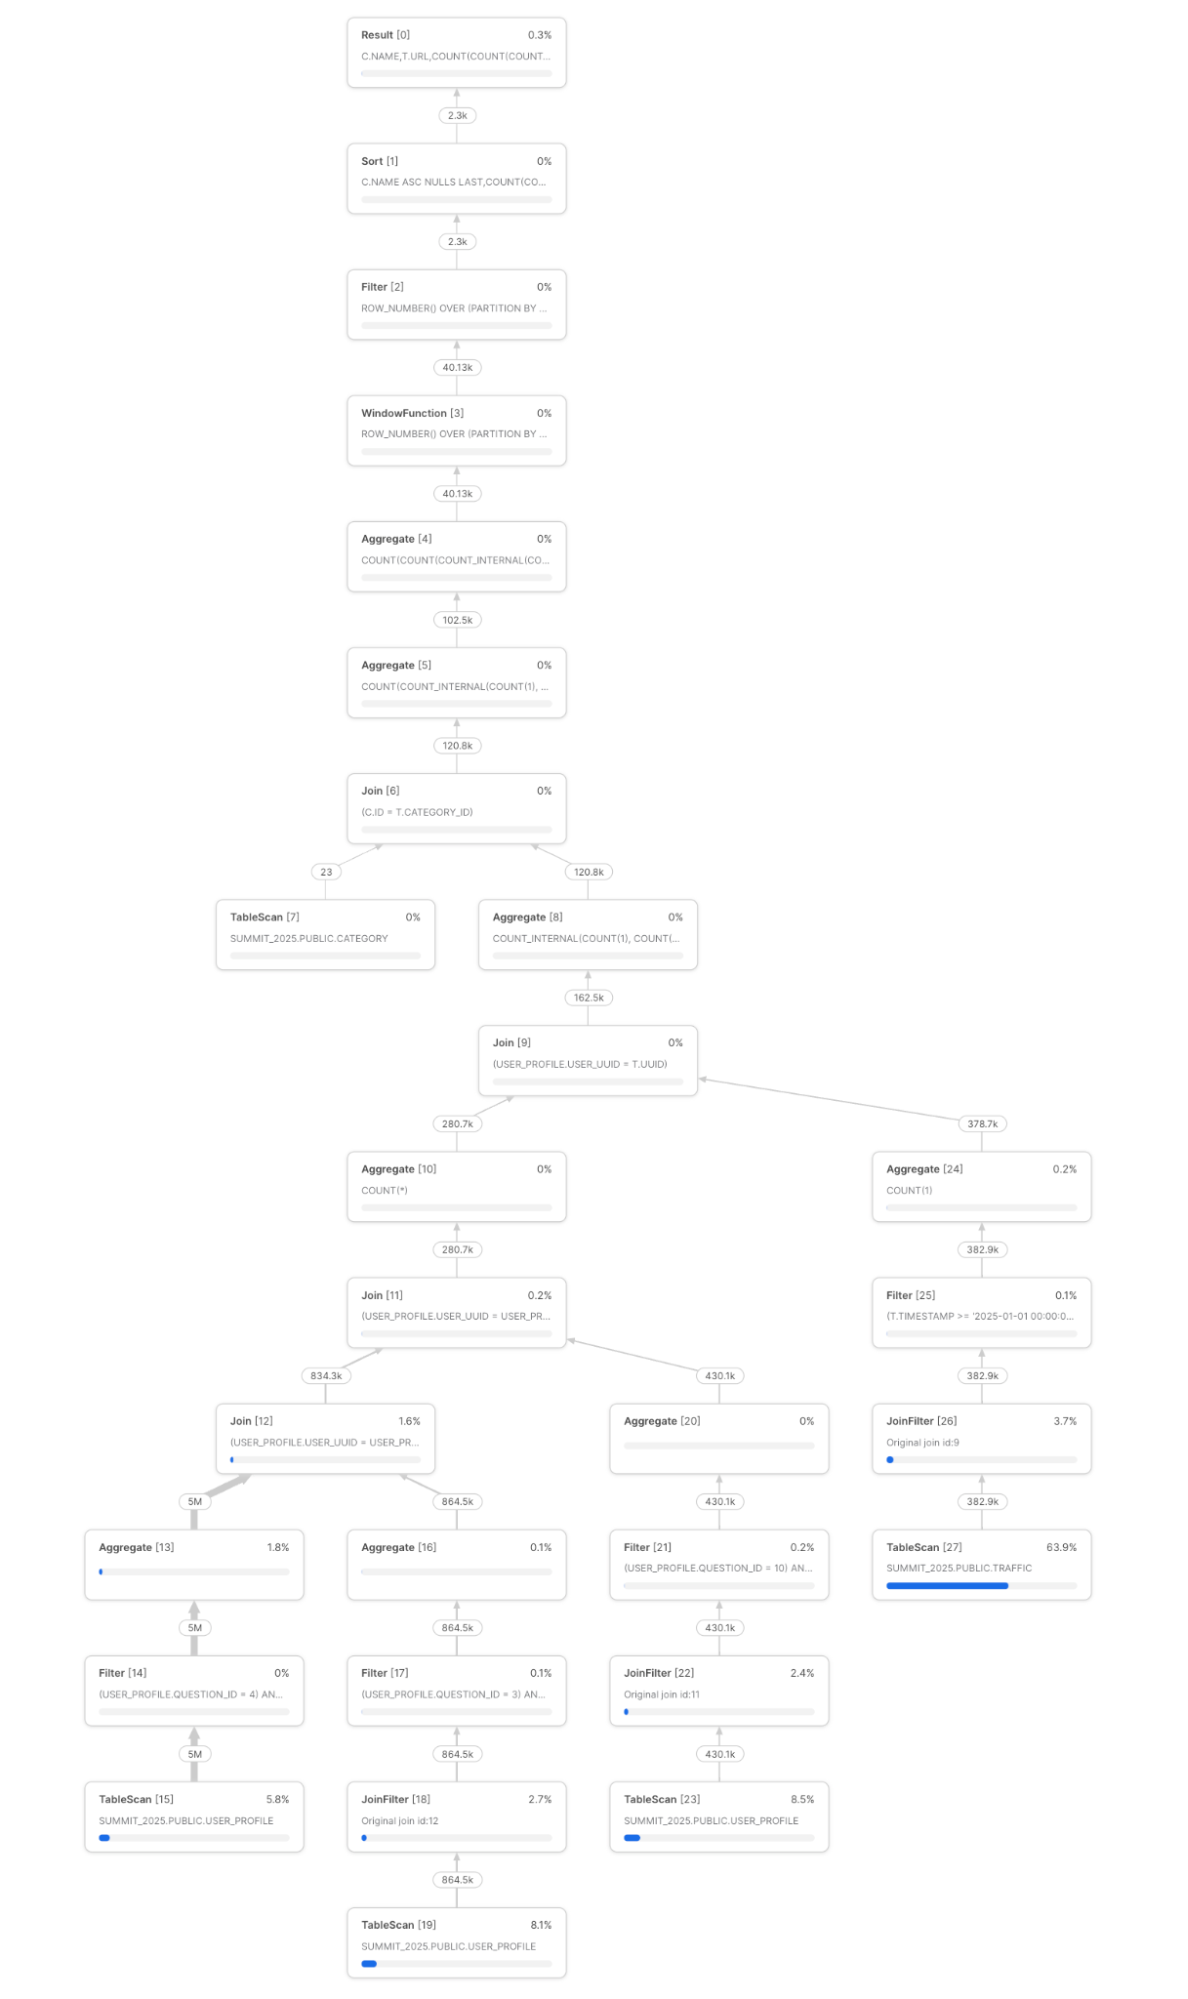 Result [0] 0.3%
C.NAME,T.URL,COUNT(COUNT(COUNT...
2.3k
Sort [1] 0%
C.NAME ASC NULLS LAST,COUNT(CO...
2.3k
Filter [2] 0%
ROW_NUMBER() OVER (PARTITION BY ...
40.13k
WindowFunction [3] 0%
ROW_NUMBER() OVER (PARTITION BY ...
40.13k
Aggregate [4] 0%
COUNT(COUNT(COUNT_INTERNAL(CO...
102.5k
Aggregate [5] 0%
COUNT(COUNT_INTERNAL(COUNT(1), ...
120.8k
Join [6] 0%
(C.ID = T.CATEGORY_ID)
23 120.8k
TableScan [7] 0% Aggregate [8] 0%
SUMMIT_2025.PUBLIC.CATEGORY COUNT_INTERNAL(COUNT(1), COUNT(...
162.5k
Join [9] 0%
(USER_PROFILE.USER_UUID = T.UUID)
280.7k 378.7k
Aggregate [10] 0% Aggregate [24] 0.2%
COUNT(*) COUNT(1)
280.7k 382.9k
Join [11] 0.2% Filter [25] 0.1%
(USER_PROFILE.USER_UUID = USER_PR... (T.TIMESTAMP >= '2025-01-01 00:00:0...
834.3k 430.1k 382.9k
Join [12] 1.6% Aggregate [20] 0% JoinFilter [26] 3.7%
(USER_PROFILE.USER_UUID = USER_PR... Original join id:9
5M 864.5k 430.1k 382.9k
Aggregate [13] 1.8% Aggregate [16] 0.1% Filter [21] 0.2% TableScan [27] 63.9%
(USER_PROFILE.QUESTION_ID = 10) AN... SUMMIT_2025.PUBLIC.TRAFFIC
5M 864.5k 430.1k
Filter [14] 0% Filter [17] 0.1% JoinFilter [22] 2.4%
(USER_PROFILE.QUESTION_ID = 4) AN... (USER_PROFILE.QUESTION_ID = 3) AN... Original join id:11
5M 864.5k 430.1k
TableScan [15] 5.8% JoinFilter [18] 2.7% TableScan [23] 8.5%
SUMMIT_2025.PUBLIC.USER_PROFILE Original join id:12 SUMMIT_2025.PUBLIC.USER_PROFILE
864.5k
TableScan [19] 8.1%
SUMMIT_2025.PUBLIC.USER_PROFILE